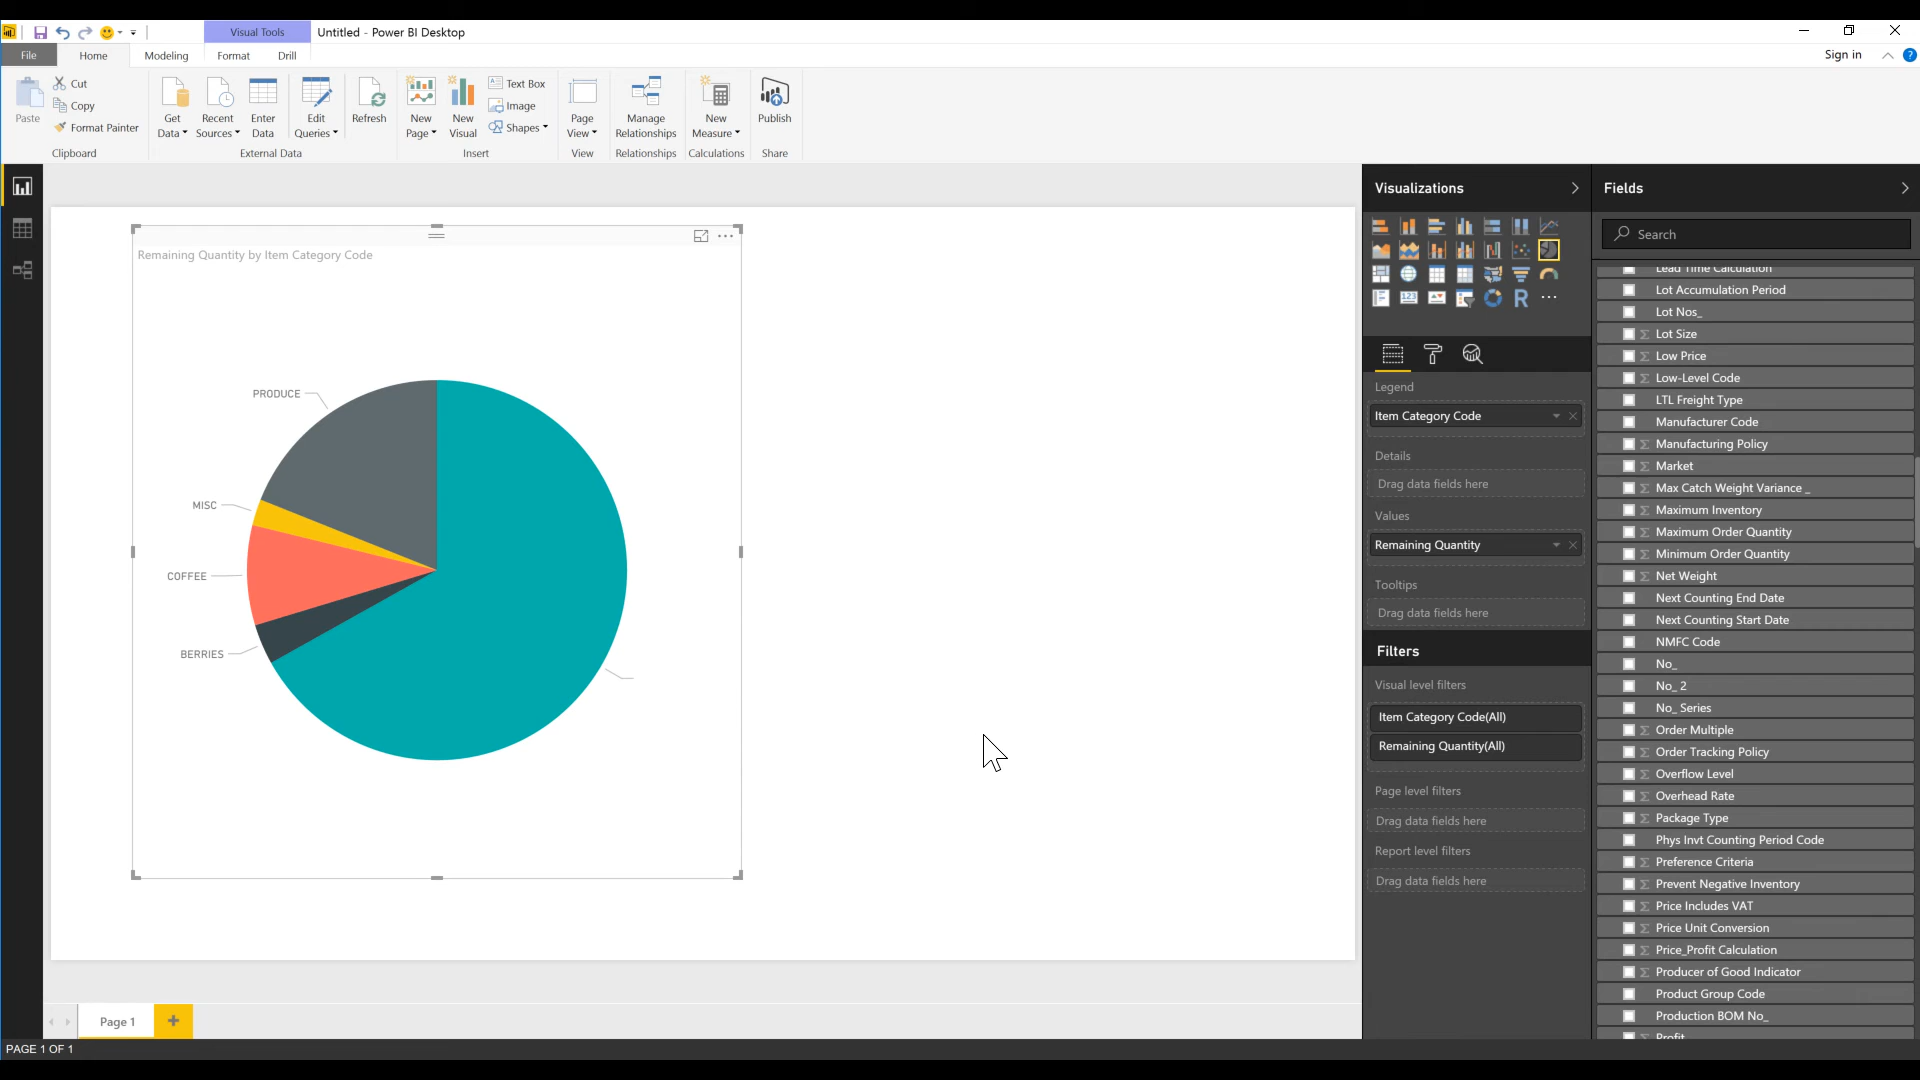 Visual Tools
Untitled - Power BI Desktop
File
Home
Modeling
Format
Drill
Sign in
?
Paste
Cut
Copy
Format Painter
Clipboard
Get Data
Recent Sources
Enter Data
Edit Queries
Refresh
External Data
New Page
New Visual
Text Box
Image
Shapes
Insert
Page View
View
Manage Relationships
Relationships
New Measure
Calculations
Publish
Share
Remaining Quantity by Item Category Code
PRODUCE
MISC
COFFEE
BERRIES
Page 1
PAGE 1 OF 1
Visualizations
123
R
Legend
Item Category Code
Details
Drag data fields here
Values
Remaining Quantity
Tooltips
Drag data fields here
Filters
Visual level filters
Item Category Code(All)
Remaining Quantity(All)
Page level filters
Drag data fields here
Report level filters
Drag data fields here
Fields
Search
Lead Time Calculation
Lot Accumulation Period
Lot Nos_
Σ Lot Size
Σ Low Price
Σ Low-Level Code
LTL Freight Type
Manufacturer Code
Σ Manufacturing Policy
Σ Market
Σ Max Catch Weight Variance _
Σ Maximum Inventory
Σ Maximum Order Quantity
Σ Minimum Order Quantity
Σ Net Weight
Next Counting End Date
Next Counting Start Date
NMFC Code
No_
No_ 2
No_ Series
Σ Order Multiple
Σ Order Tracking Policy
Σ Overflow Level
Σ Overhead Rate
Σ Package Type
Phys Invt Counting Period Code
Σ Preference Criteria
Σ Prevent Negative Inventory
Σ Price Includes VAT
Σ Price Unit Conversion
Σ Price_Profit Calculation
Σ Producer of Good Indicator
Product Group Code
Production BOM No_
Profit